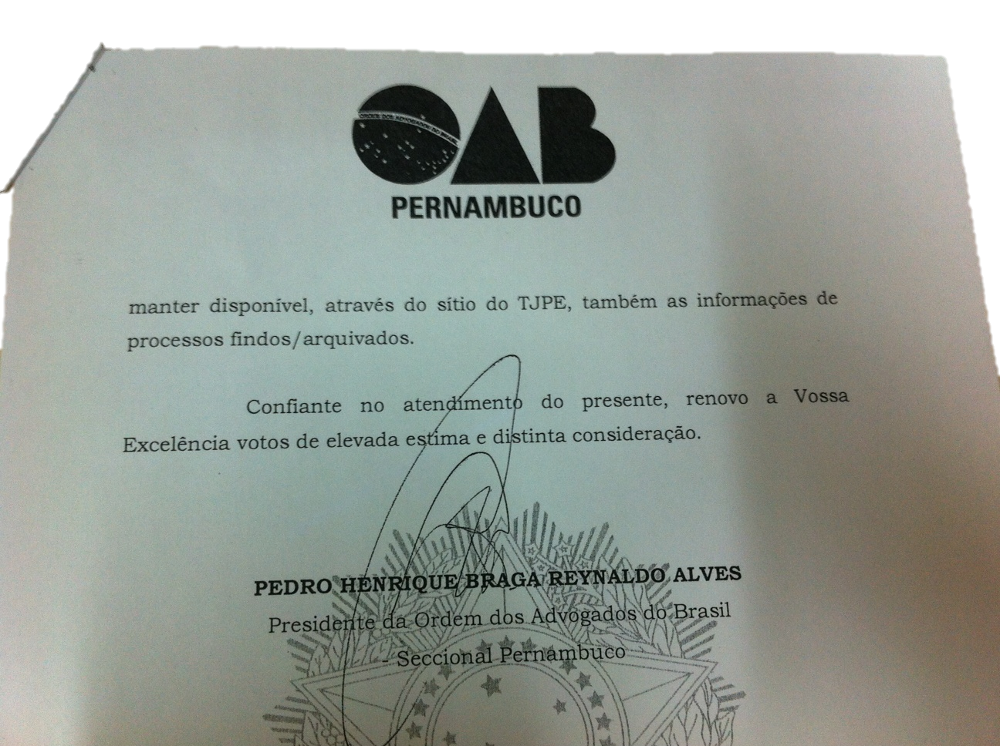 ORDEM DOS ADVOGADOS DO BRASIL
OAB
PERNAMBUCO
manter disponível, através do sítio do TJPE, também as informações de
processos findos/arquivados.
Confiante no atendimento do presente, renovo a Vossa
Excelência votos de elevada estima e distinta consideração.
PEDRO HENRIQUE BRAGA REYNALDO ALVES
Presidente da Ordem dos Advogados do Brasil
- Seccional Pernambuco